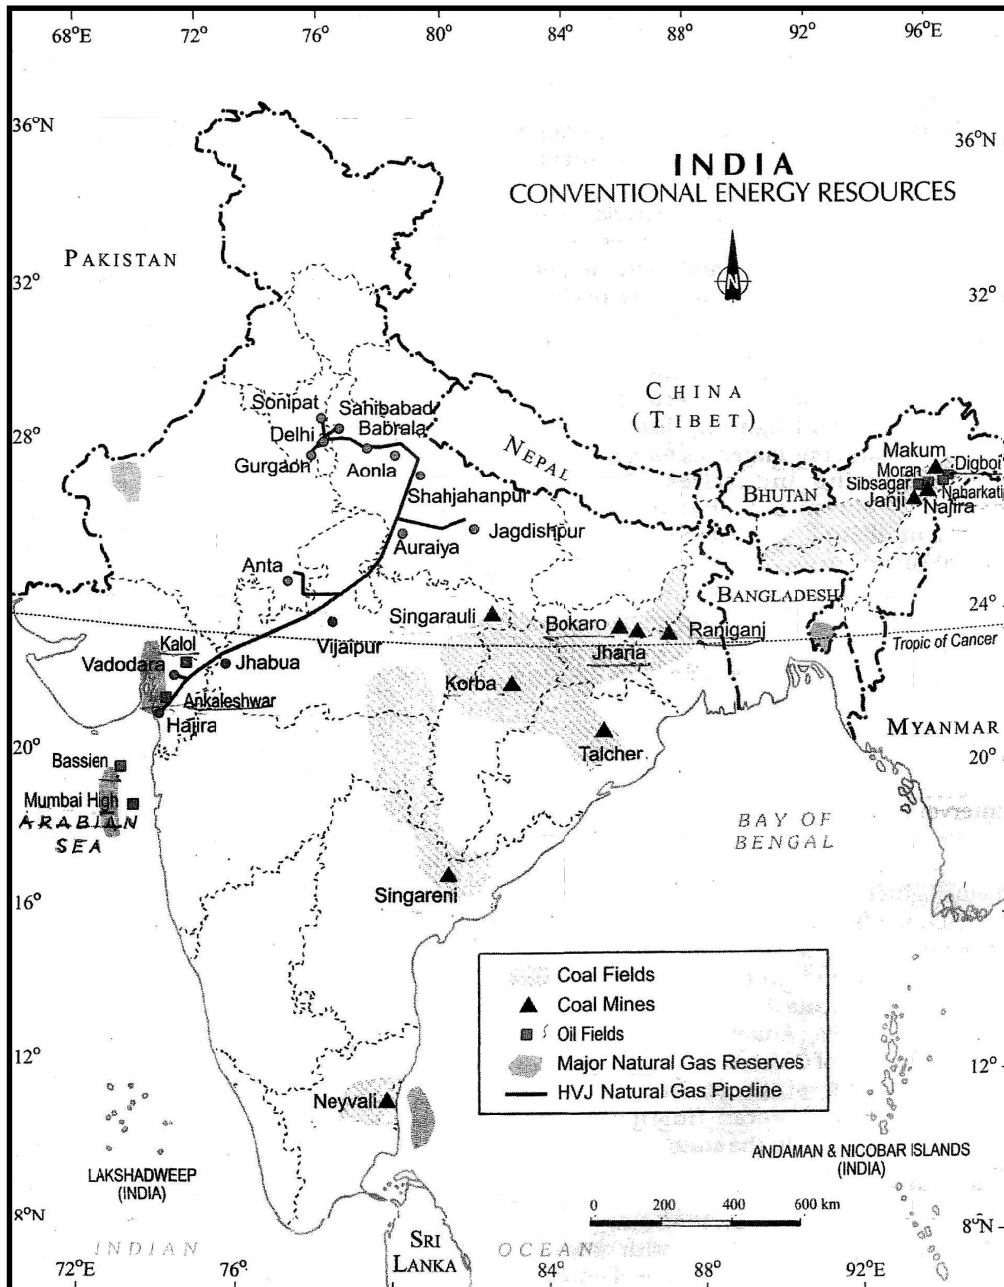 68°E 72° 76° 80° 84° 88° 92° 96°E
36°N
36°N
INDIA
CONVENTIONAL ENERGY RESOURCES
PAKISTAN
N
32°
32°
CHINA
(TIBET)
Sonipat
Sahibabad
Delhi
Babrala
28°
28°
Gurgaon
Aonla
NEPAL
Makum
Moran
Digboi
Shahjahanpur
BHUTAN
Sibsagar
Naharkatia
Janji
Najira
Auraiya
Jagdishpur
Anta
BANGLADESH
24°
24°
Singarauli
Bokaro
Raniganj
Tropic of Cancer
Kalol
Vijaipur
Jharia
Vadodara
Jhabua
Korba
Ankaleshwar
Hajira
MYANMAR
20°
Talcher
20°
Bassien
Mumbai High
ARABIAN
SEA
BAY OF
BENGAL
16°
Singareni
16°
Coal Fields
Coal Mines
Oil Fields
12°
Major Natural Gas Reserves
12°
HVJ Natural Gas Pipeline
Neyvali
LAKSHADWEEP
(INDIA)
ANDAMAN & NICOBAR ISLANDS
(INDIA)
0 200 400 600 km
8°N
8°N
SRI
LANKA
INDIAN OCEAN
72°E 76° 84° 88° 92°E